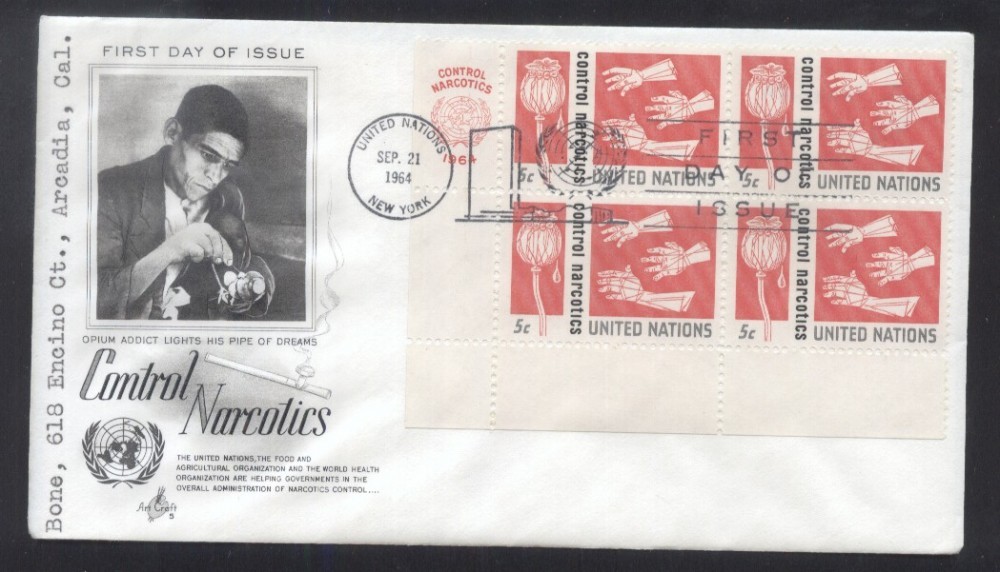 Bone, 618 Encino Ct., Arcadia, Cal.
FIRST DAY OF ISSUE
OPIUM ADDICT LIGHTS HIS PIPE OF DREAMS
Control
Narcotics
THE UNITED NATIONS, THE FOOD AND
AGRICULTURAL ORGANIZATION AND THE WORLD HEALTH
ORGANIZATION ARE HELPING GOVERNMENTS IN THE
OVERALL ADMINISTRATION OF NARCOTICS CONTROL....
Art Craft
5
CONTROL
NARCOTICS
1964
UNITED NATIONS
SEP. 21
1964
NEW YORK
FIRST
DAY OF
ISSUE
control narcotics
5c
UNITED NATIONS
control narcotics
5c
UNITED NATIONS
control narcotics
5c
UNITED NATIONS
control narcotics
5c
UNITED NATIONS